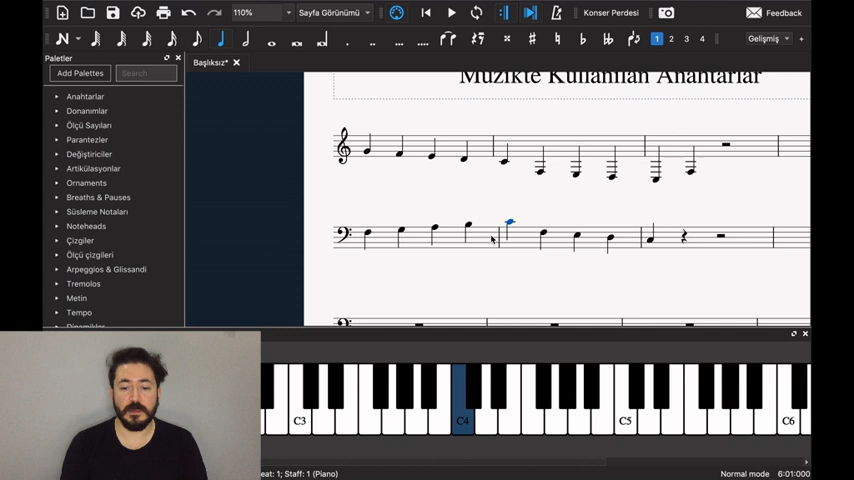 110%
Sayfa Görünümü
Konser Perdesi
Feedback
1 2 3 4
Gelişmiş
+
Paletler
Başlıksız*
Add Palettes
Search
Anahtarlar
Donanımlar
Ölçü Sayıları
Parantezler
Değiştiriciler
Artikülasyonlar
Ornaments
Breaths & Pauses
Süsleme Notaları
Noteheads
Çizgiler
Ölçü çizgileri
Arpeggios & Glissandi
Tremolos
Metin
Tempo
Dinamikler
Müzikte Kullanılan Anahtarlar
C3
C4
C5
C6
eat: 1; Staff: 1 (Piano)
Normal mode
6:01:000